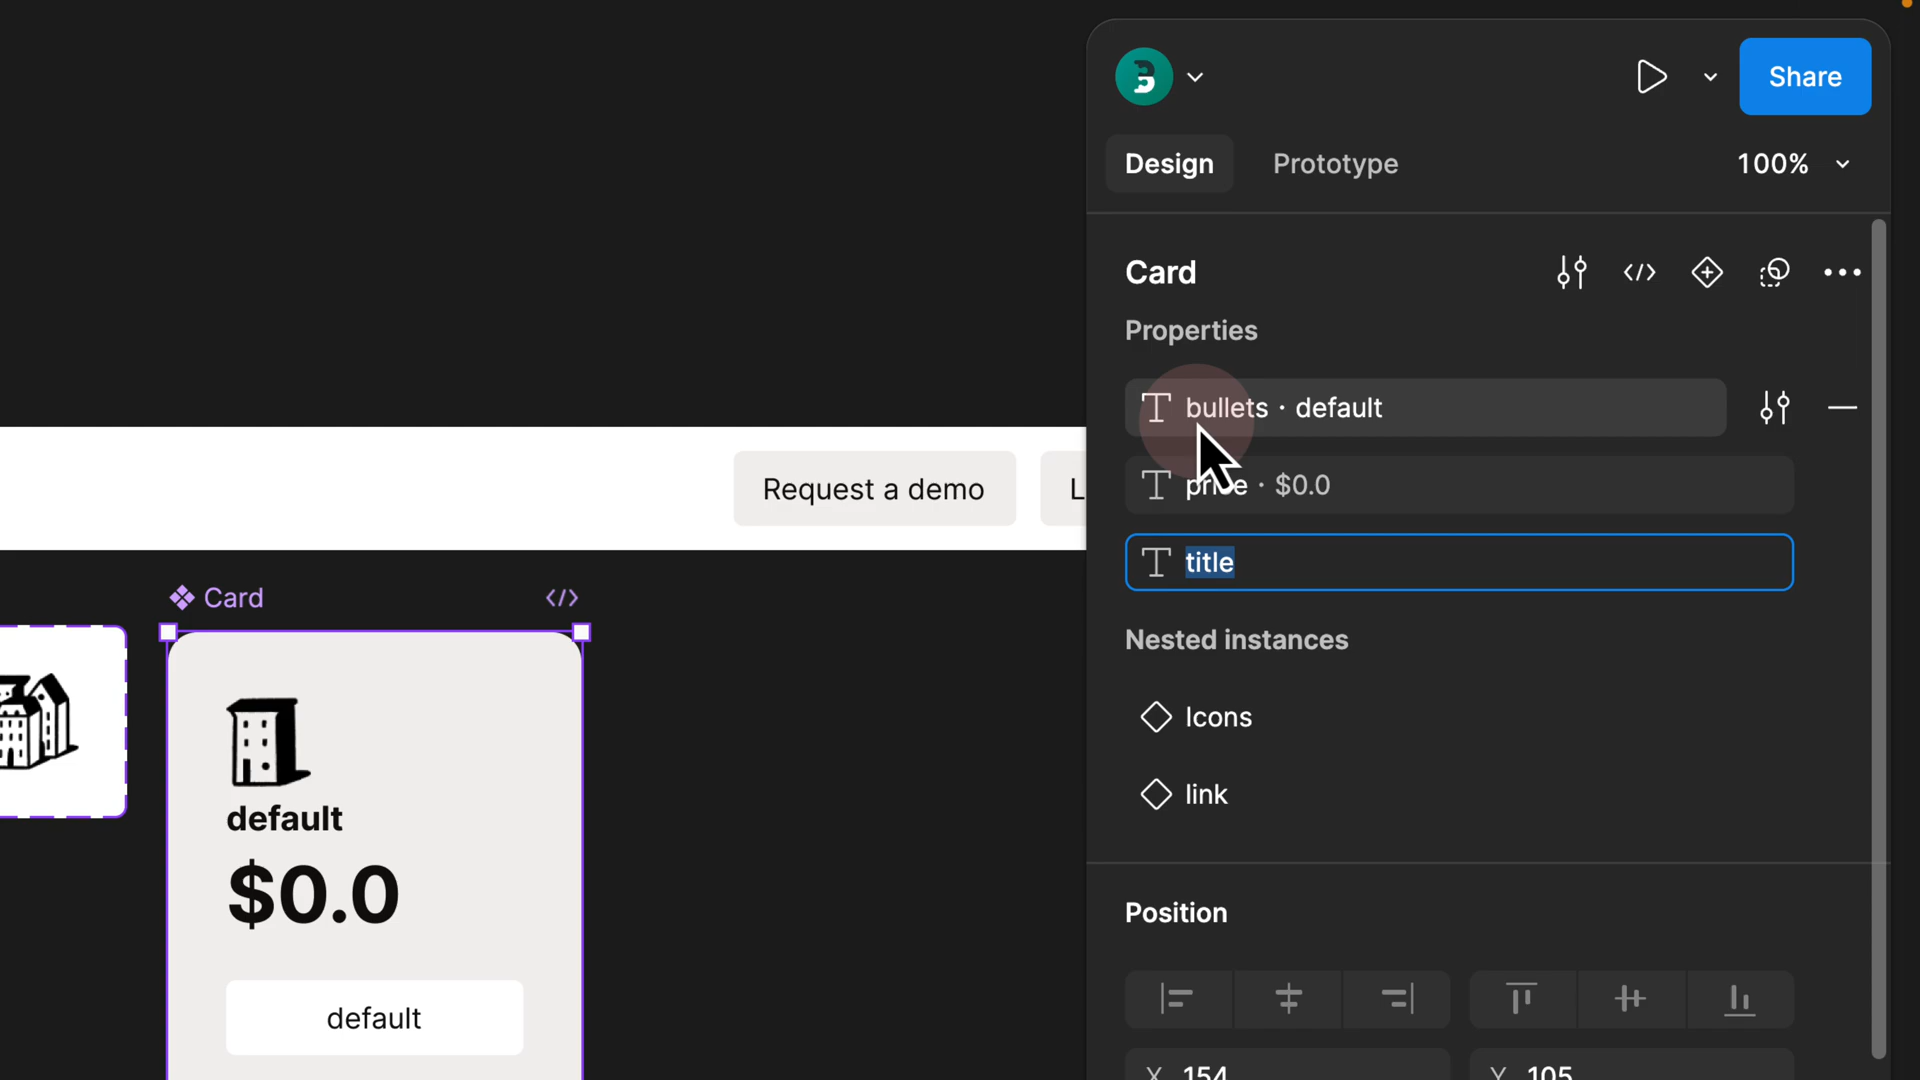 Share
Design
Prototype
100%
Card
Properties
bullets · default
price · $0.0
title
Nested instances
Icons
link
Position
X 154
Y 105
Request a demo
L
Card
default
$0.0
default